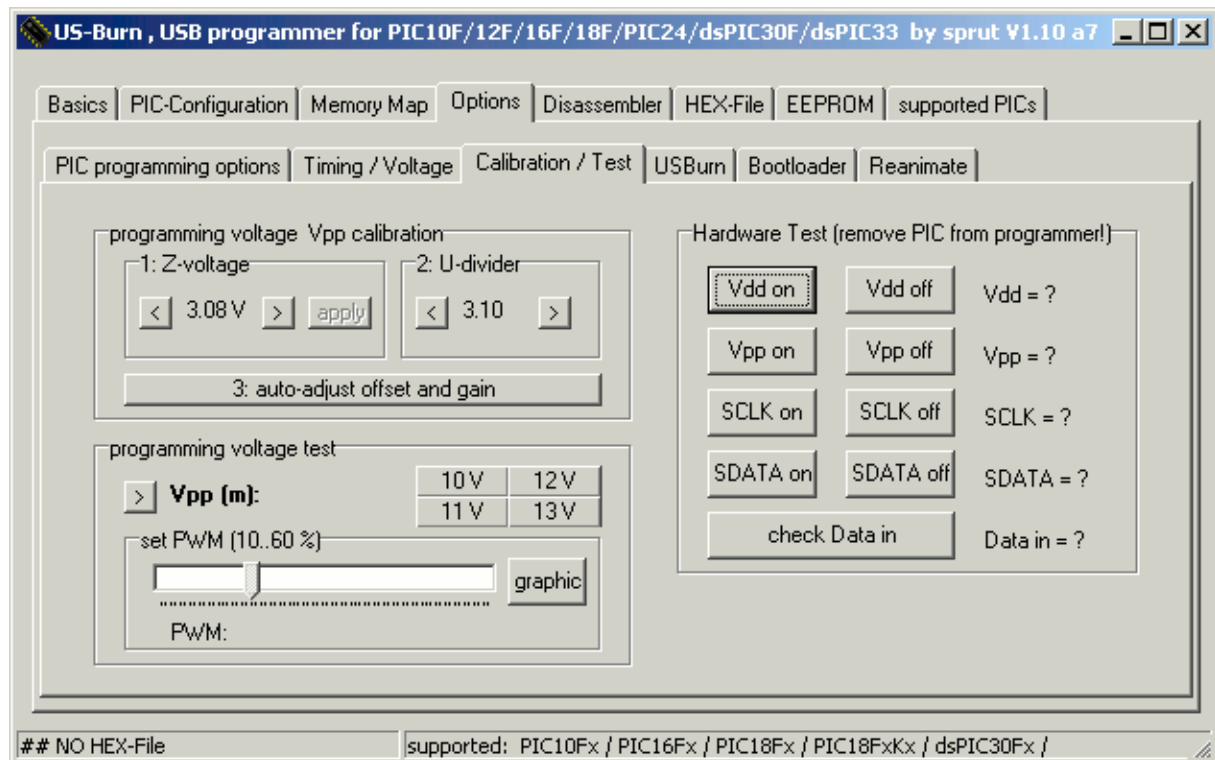 US-Burn , USB programmer for PIC10F/12F/16F/18F/PIC24/dsPIC30F/dsPIC33 by sprut V1.10 a7
Basics PIC-Configuration Memory Map Options Disassembler HEX-File EEPROM supported PICs
PIC programming options Timing / Voltage Calibration / Test USBurn Bootloader Reanimate
programming voltage Vpp calibration
1: Z-voltage
< 3.08 V > apply
2: U-divider
< 3.10 >
3: auto-adjust offset and gain
programming voltage test
> Vpp (m):
10 V 12 V
11 V 13 V
set PWM (10..60 %)
graphic
PWM:
Hardware Test (remove PIC from programmer!)
Vdd on Vdd off Vdd = ?
Vpp on Vpp off Vpp = ?
SCLK on SCLK off SCLK = ?
SDATA on SDATA off SDATA = ?
check Data in Data in = ?
## NO HEX-File
supported: PIC10Fx / PIC16Fx / PIC18Fx / PIC18FxKx / dsPIC30Fx /